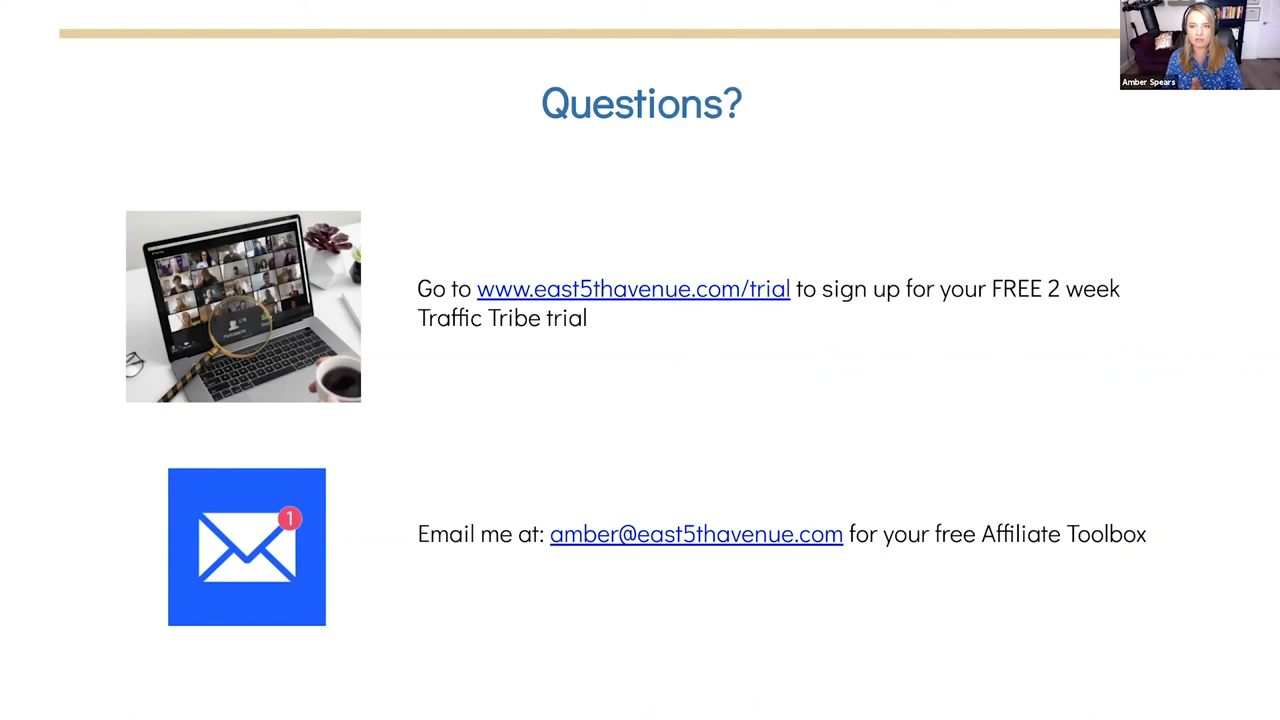 Amber Spears
Questions?
Go to www.east5thavenue.com/trial to sign up for your FREE 2 week
Traffic Tribe trial
1
Email me at: amber@east5thavenue.com for your free Affiliate Toolbox